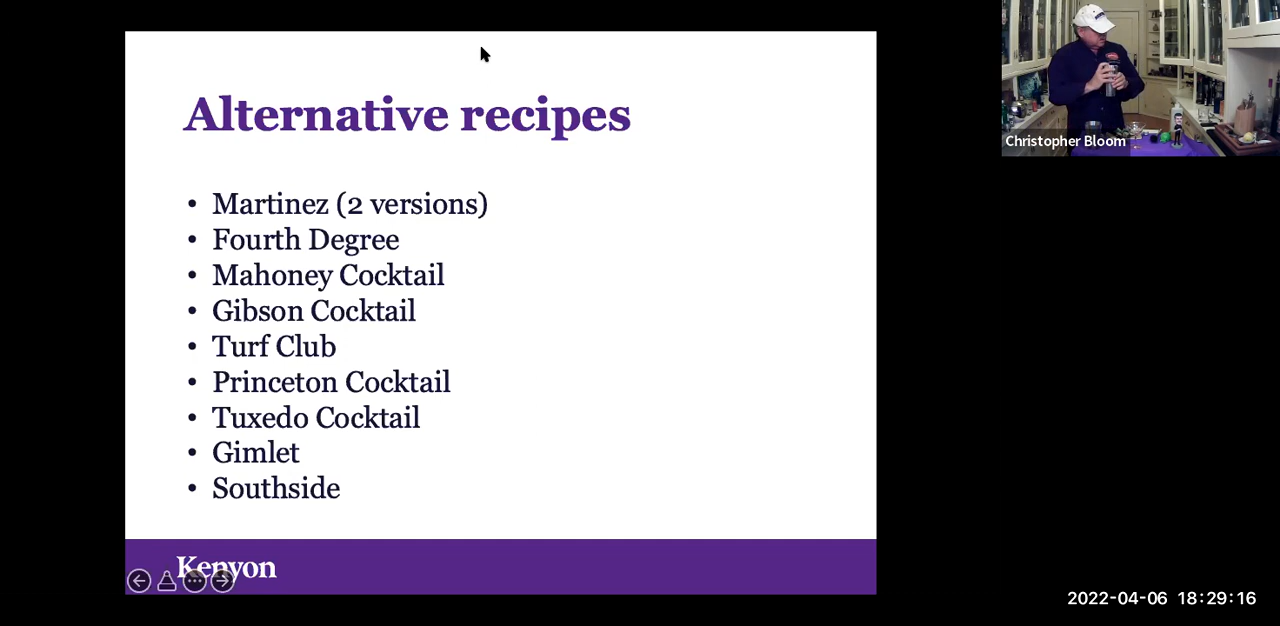 Alternative recipes
• Martinez (2 versions)
• Fourth Degree
• Mahoney Cocktail
• Gibson Cocktail
• Turf Club
• Princeton Cocktail
• Tuxedo Cocktail
• Gimlet
• Southside
Kenyon
Christopher Bloom
2022-04-06 18:29:16